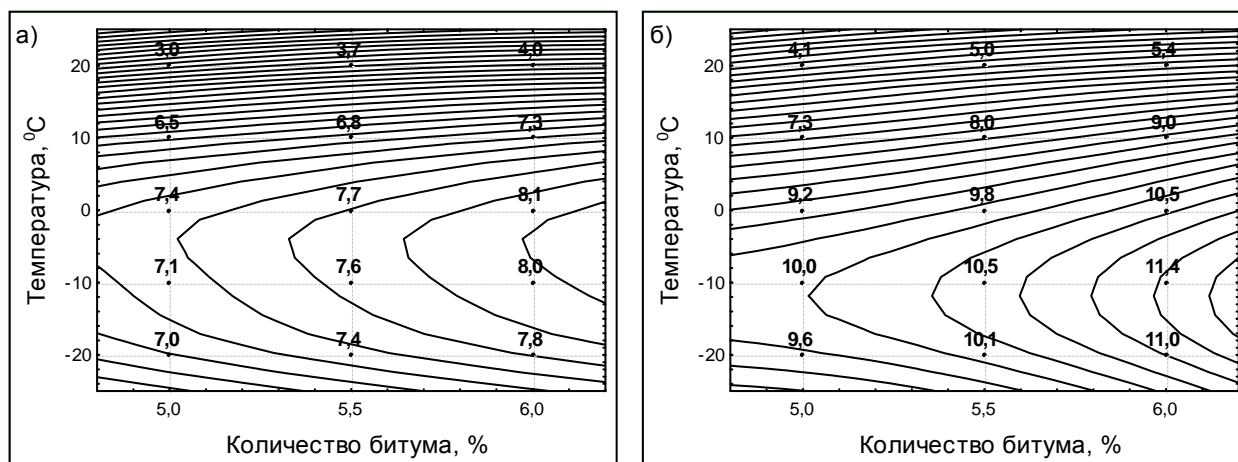 а)
Температура, ⁰С
20
10
0
-10
-20
3,0 3,7 4,0
6,5 6,8 7,3
7,4 7,7 8,1
7,1 7,6 8,0
7,0 7,4 7,8
5,0 5,5 6,0
Количество битума, %
б)
Температура, ⁰С
20
10
0
-10
-20
4,1 5,0 5,4
7,3 8,0 9,0
9,2 9,8 10,5
10,0 10,5 11,4
9,6 10,1 11,0
5,0 5,5 6,0
Количество битума, %